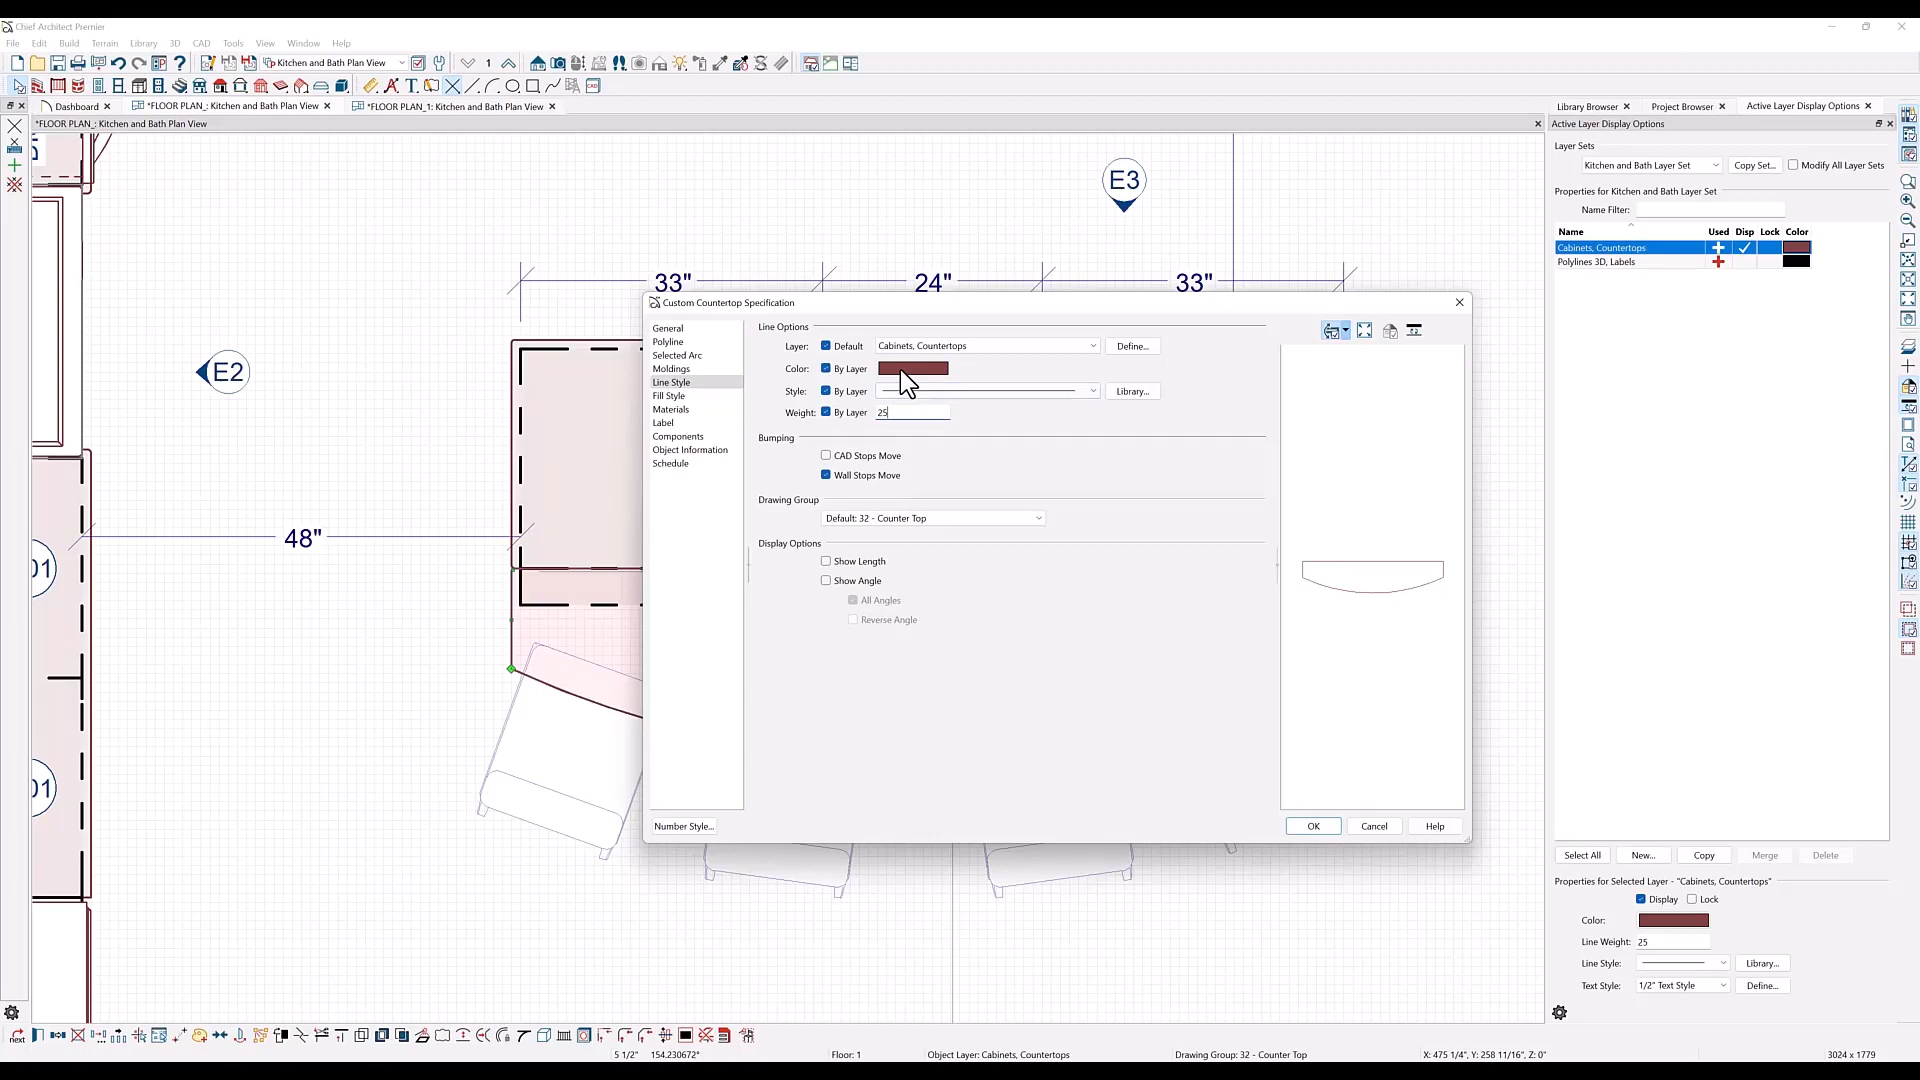 Chief Architect Premier
File Edit Build Terrain Library 3D CAD Tools View Window Help
Kitchen and Bath Plan View 1
Dashboard *FLOOR PLAN_: Kitchen and Bath Plan View *FLOOR PLAN_1: Kitchen and Bath Plan View
*FLOOR PLAN_: Kitchen and Bath Plan View
E3
33" 24" 33"
E2
48"
01
01
Custom Countertop Specification
General
Polyline
Selected Arc
Moldings
Line Style
Fill Style
Materials
Label
Components
Object Information
Schedule
Number Style...
Line Options
Layer: Default Cabinets, Countertops Define...
Color: By Layer
Style: By Layer Library...
Weight: By Layer 25
Bumping
CAD Stops Move
Wall Stops Move
Drawing Group
Default: 32 - Counter Top
Display Options
Show Length
Show Angle
All Angles
Reverse Angle
OK Cancel Help
Library Browser Project Browser Active Layer Display Options
Active Layer Display Options
Layer Sets
Kitchen and Bath Layer Set Copy Set... Modify All Layer Sets
Properties for Kitchen and Bath Layer Set
Name Filter:
Name Used Disp Lock Color
Cabinets, Countertops
Polylines 3D, Labels
Select All New... Copy Merge Delete
Properties for Selected Layer - "Cabinets, Countertops"
Display Lock
Color:
Line Weight: 25
Line Style: Library...
Text Style: 1/2" Text Style Define...
next
5 1/2" 154.230672° Floor: 1 Object Layer: Cabinets, Countertops Drawing Group: 32 - Counter Top X: 475 1/4", Y: 258 11/16", Z: 0" 3024 x 1779